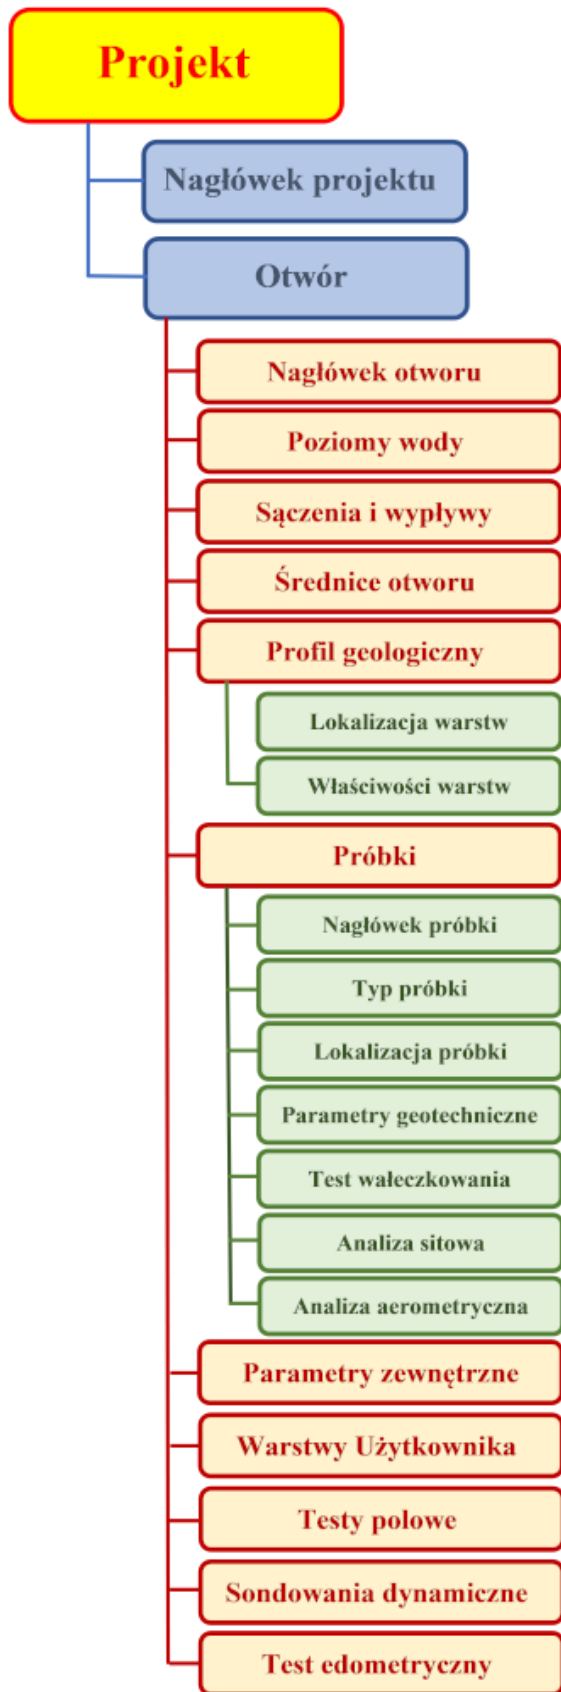 Projekt
Nagłówek projektu
Otwór
Nagłówek otworu
Poziomy wody
Sączenia i wypływy
Średnice otworu
Profil geologiczny
Lokalizacja warstw
Właściwości warstw
Próbki
Nagłówek próbki
Typ próbki
Lokalizacja próbki
Parametry geotechniczne
Test wałeczkowania
Analiza sitowa
Analiza aerometryczna
Parametry zewnętrzne
Warstwy Użytkownika
Testy polowe
Sondowania dynamiczne
Test edometryczny